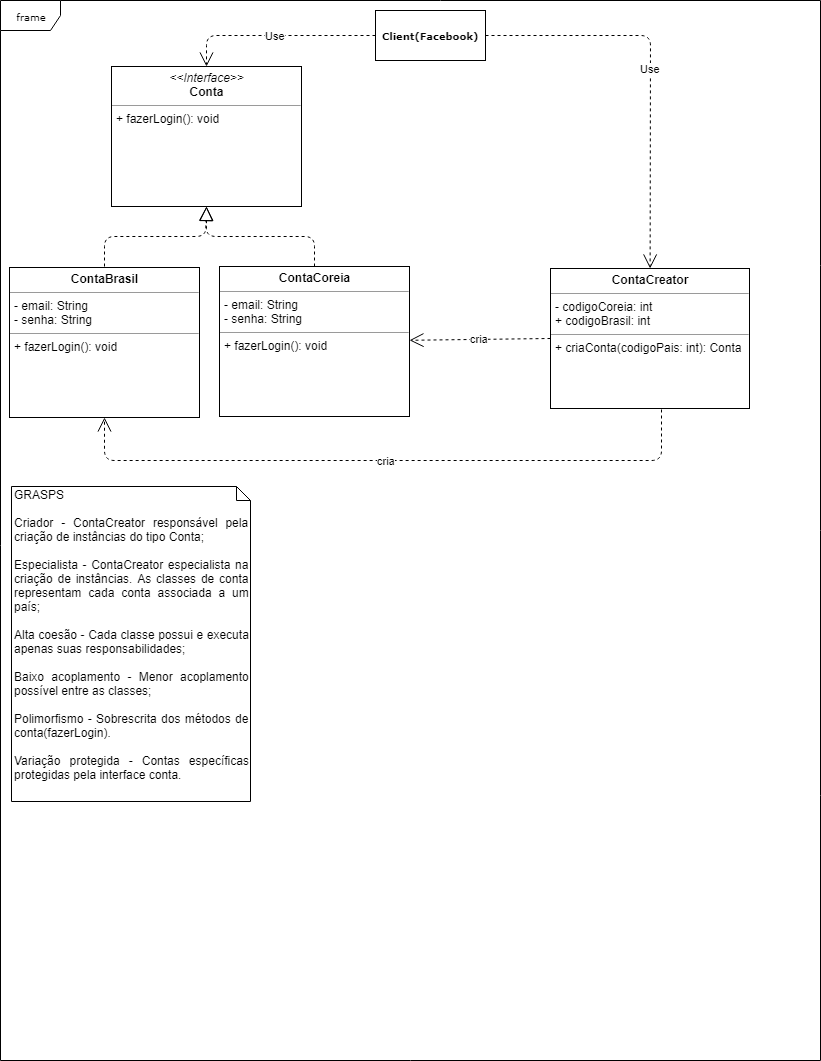 frame
Client(Facebook)
Use
Use
<<Interface>>
Conta
+ fazerLogin(): void
ContaBrasil
- email: String
- senha: String
+ fazerLogin(): void
ContaCoreia
- email: String
- senha: String
+ fazerLogin(): void
ContaCreator
- codigoCoreia: int
+ codigoBrasil: int
+ criaConta(codigoPais: int): Conta
cria
cria
GRASPS
Criador - ContaCreator responsável pela
criação de instâncias do tipo Conta;
Especialista - ContaCreator especialista na
criação de instâncias. As classes de conta
representam cada conta associada a um
país;
Alta coesão - Cada classe possui e executa
apenas suas responsabilidades;
Baixo acoplamento - Menor acoplamento
possível entre as classes;
Polimorfismo - Sobrescrita dos métodos de
conta(fazerLogin).
Variação protegida - Contas específicas
protegidas pela interface conta.